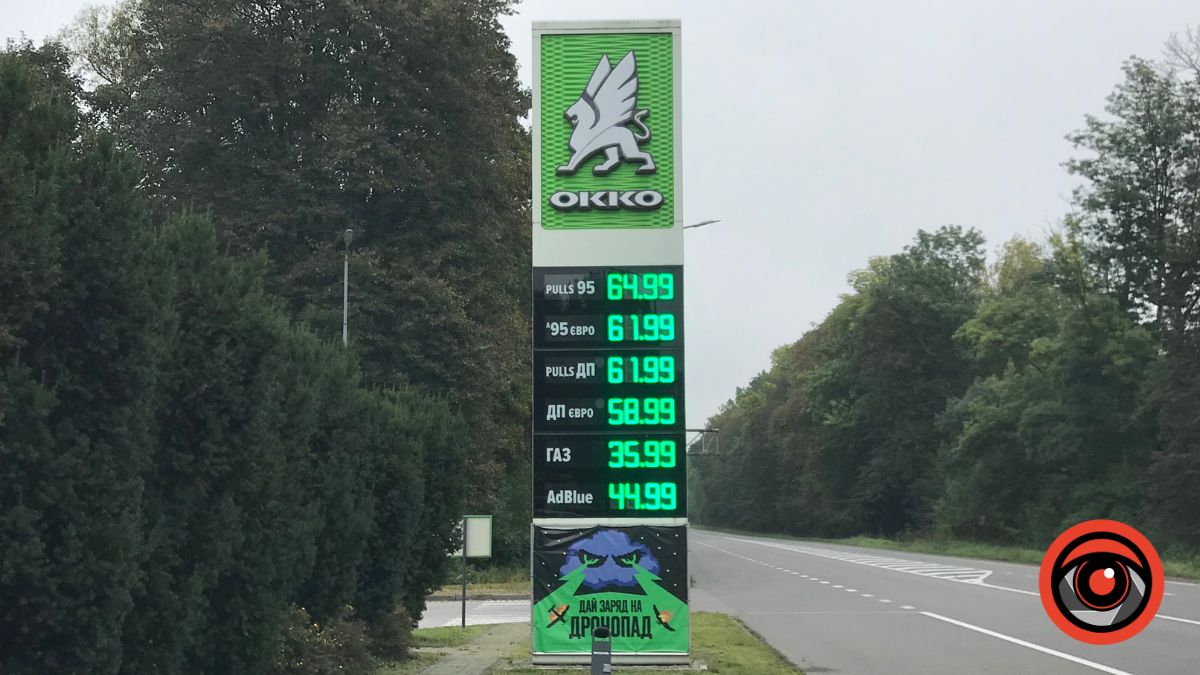 OKKO
PULLS 95 64.99
А95 ЄВРО 61.99
PULLS ДП 61.99
ДП ЄВРО 58.99
ГАЗ 35.99
AdBlue 44.99
ДАЙ ЗАРЯД НА
ДРОНОПАД